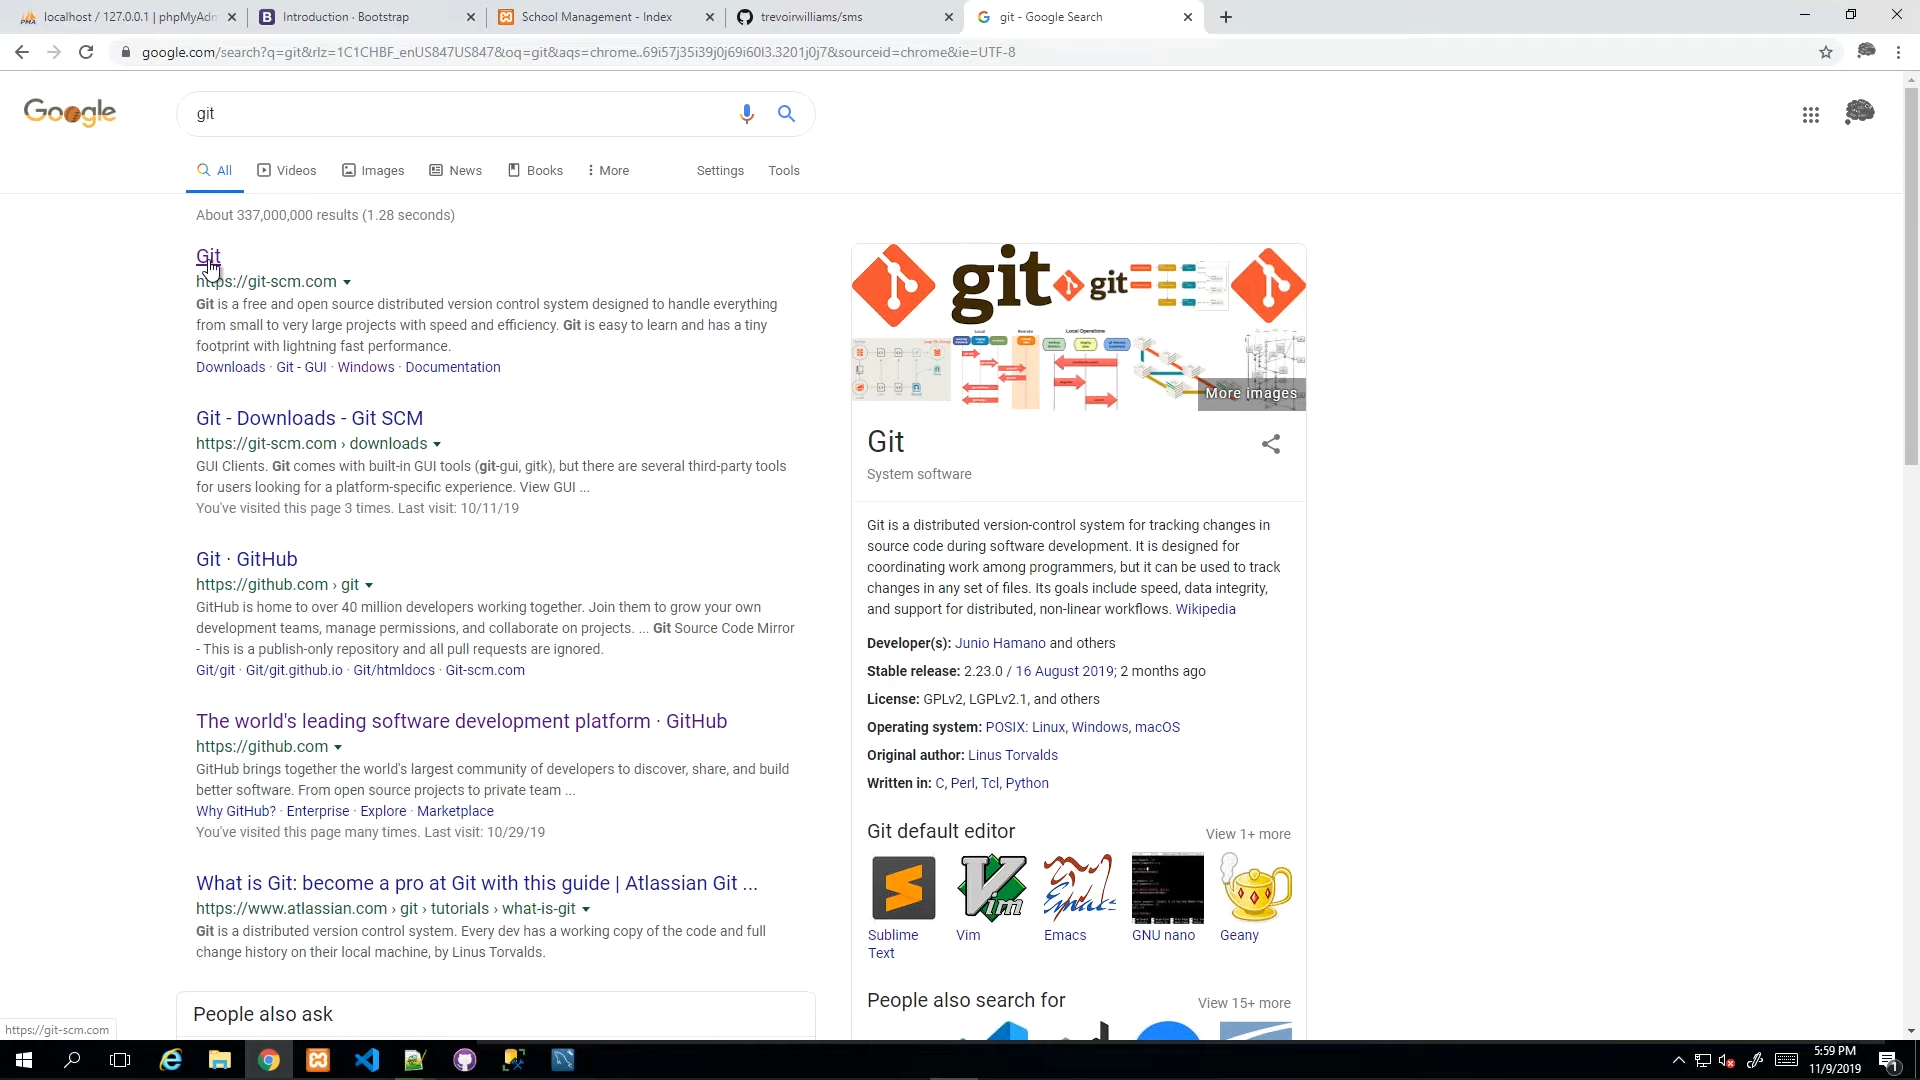 localhost / 127.0.0.1 | phpMyAdm
Introduction · Bootstrap
School Management - Index
trevoirwilliams/sms
git - Google Search
google.com/search?q=git&rlz=1C1CHBF_enUS847US847&oq=git&aqs=chrome..69i57j35i39j0j69i60l3.3201j0j7&sourceid=chrome&ie=UTF-8
Google
git
All
Videos
Images
News
Books
More
Settings
Tools
About 337,000,000 results (1.28 seconds)
Git
https://git-scm.com
Git is a free and open source distributed version control system designed to handle everything
from small to very large projects with speed and efficiency. Git is easy to learn and has a tiny
footprint with lightning fast performance.
Downloads · Git - GUI · Windows · Documentation
Git - Downloads - Git SCM
https://git-scm.com › downloads
GUI Clients. Git comes with built-in GUI tools (git-gui, gitk), but there are several third-party tools
for users looking for a platform-specific experience. View GUI ...
You've visited this page 3 times. Last visit: 10/11/19
Git · GitHub
https://github.com › git
GitHub is home to over 40 million developers working together. Join them to grow your own
development teams, manage permissions, and collaborate on projects. ... Git Source Code Mirror
- This is a publish-only repository and all pull requests are ignored.
Git/git · Git/git.github.io · Git/htmldocs · Git-scm.com
The world's leading software development platform · GitHub
https://github.com
GitHub brings together the world's largest community of developers to discover, share, and build
better software. From open source projects to private team ...
Why GitHub? · Enterprise · Explore · Marketplace
You've visited this page many times. Last visit: 10/29/19
What is Git: become a pro at Git with this guide | Atlassian Git ...
https://www.atlassian.com › git › tutorials › what-is-git
Git is a distributed version control system. Every dev has a working copy of the code and full
change history on their local machine, by Linus Torvalds.
People also ask
git
git
Local
Remote
Local Operations
More images
Git
System software
Git is a distributed version-control system for tracking changes in
source code during software development. It is designed for
coordinating work among programmers, but it can be used to track
changes in any set of files. Its goals include speed, data integrity,
and support for distributed, non-linear workflows. Wikipedia
Developer(s): Junio Hamano and others
Stable release: 2.23.0 / 16 August 2019; 2 months ago
License: GPLv2, LGPLv2.1, and others
Operating system: POSIX: Linux, Windows, macOS
Original author: Linus Torvalds
Written in: C, Perl, Tcl, Python
Git default editor
View 1+ more
Vim
Emacs
Sublime
Text
Vim
Emacs
GNU nano
Geany
People also search for
View 15+ more
https://git-scm.com
5:59 PM
11/9/2019
1